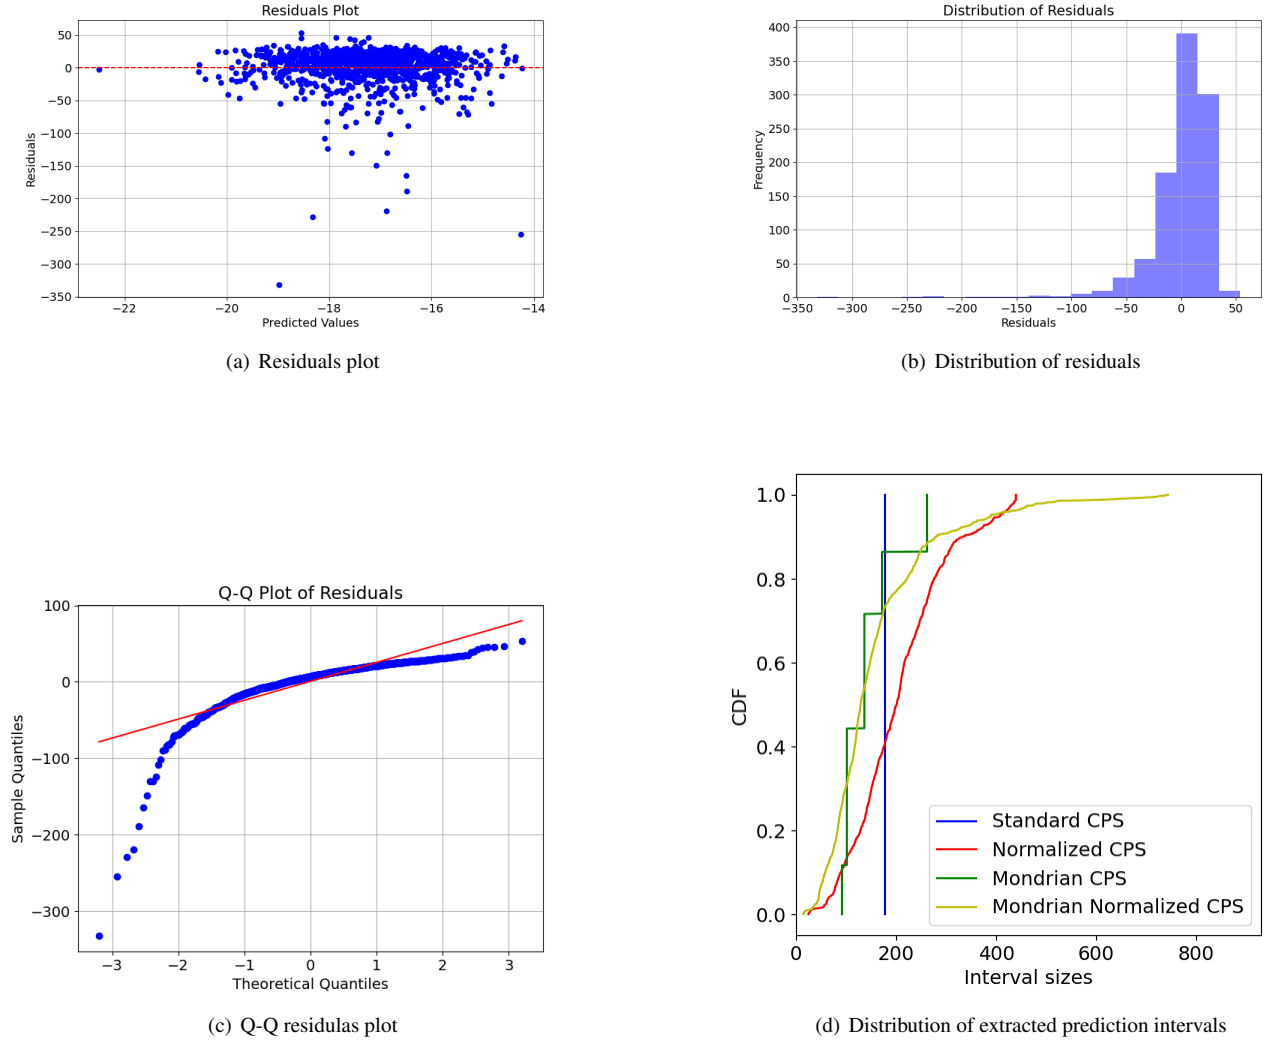 Residuals Plot
50
0
−50
−100
−150
−200
−250
−300
−350
Residuals
−22
−20
−18
−16
−14
Predicted Values
(a) Residuals plot
Distribution of Residuals
400
350
300
250
200
150
100
50
0
Frequency
−350
−300
−250
−200
−150
−100
−50
0
50
Residuals
(b) Distribution of residuals
Q-Q Plot of Residuals
100
0
−100
−200
−300
Sample Quantiles
−3
−2
−1
0
1
2
3
Theoretical Quantiles
(c) Q-Q residulas plot
1.0
0.8
0.6
0.4
0.2
0.0
CDF
Standard CPS
Normalized CPS
Mondrian CPS
Mondrian Normalized CPS
0
200
400
600
800
Interval sizes
(d) Distribution of extracted prediction intervals